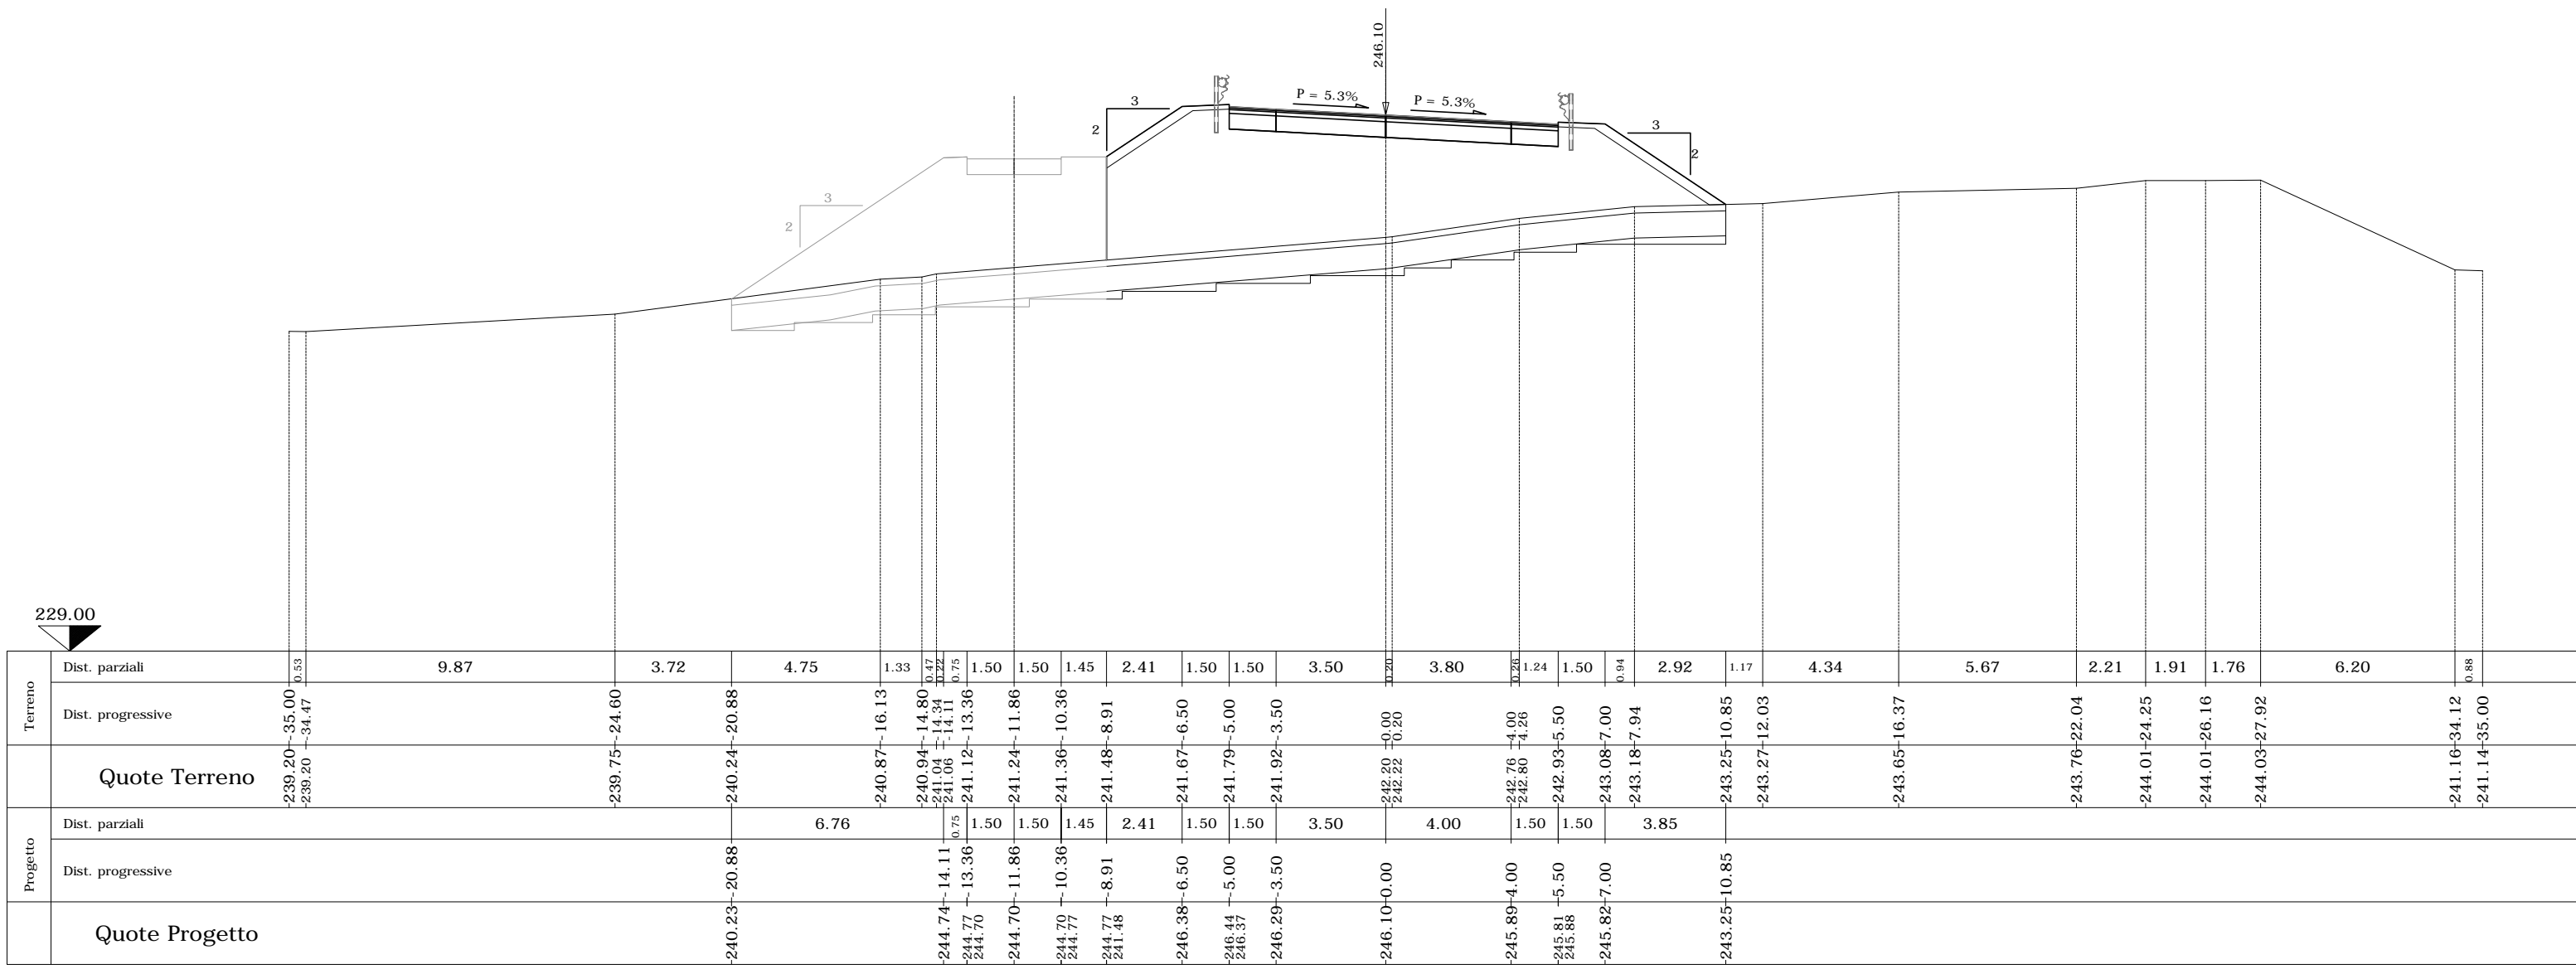 246.10
P = 5.3%
P = 5.3%
3
2
3
2
3
2
229.00
Terreno
Dist. parziali
0.53 9.87 3.72 4.75 1.33 0.47 0.22 0.75 1.50 1.50 1.45 2.41 1.50 1.50 3.50 0.20 3.80 0.26 1.24 1.50 0.94 2.92 1.17 4.34 5.67 2.21 1.91 1.76 6.20 0.88
Dist. progressive
-35.00 -34.47 -24.60 -20.88 -16.13 -14.80 -14.34 -14.11 -13.36 -11.86 -10.36 -8.91 -6.50 -5.00 -3.50 0.00 0.20 4.00 4.26 5.50 7.00 7.94 10.85 12.03 16.37 22.04 24.25 26.16 27.92 34.12 35.00
Quote Terreno
239.20 239.20 239.75 240.24 240.87 240.94 241.04 241.06 241.12 241.24 241.36 241.48 241.67 241.79 241.92 242.20 242.22 242.76 242.80 242.93 243.08 243.18 243.25 243.27 243.65 243.76 244.01 244.01 244.03 241.16 241.14
Progetto
Dist. parziali
6.76 0.75 1.50 1.50 1.45 2.41 1.50 1.50 3.50 4.00 1.50 1.50 3.85
Dist. progressive
-20.88 -14.11 -13.36 -11.86 -10.36 -8.91 -6.50 -5.00 -3.50 0.00 4.00 5.50 7.00 10.85
Quote Progetto
240.23 244.74 244.77 244.70 244.70 244.70 244.77 244.77 241.48 246.38 246.44 246.37 246.29 246.10 245.89 245.81 245.88 245.82 243.25